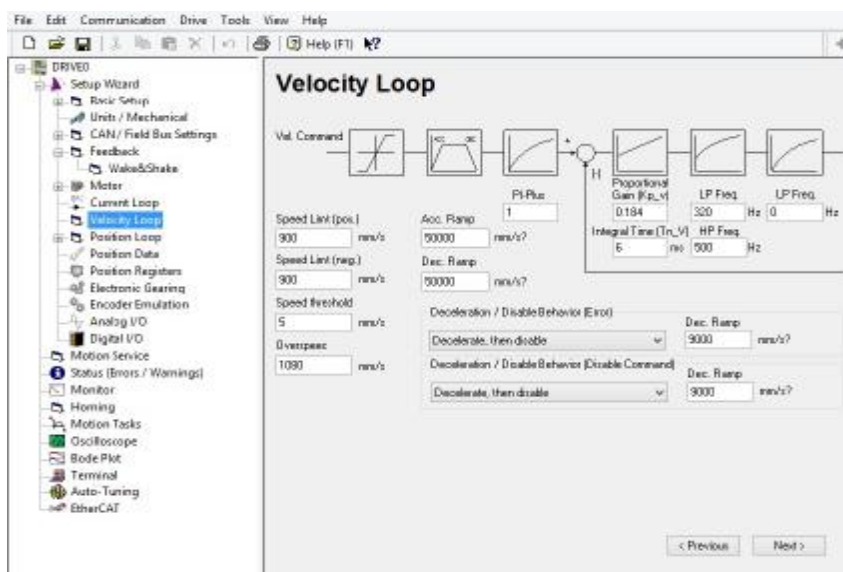 File Edit Communication Drive Tools View Help
Help (F1)
DRIVE0
Setup Wizard
Basic Setup
Units / Mechanical
CAN / Field Bus Settings
Feedback
Wake&Shake
Motor
Current Loop
Velocity Loop
Position Loop
Position Data
Position Registers
Electronic Gearing
Encoder Emulation
Analog I/O
Digital I/O
Motion Service
Status (Errors / Warnings)
Monitor
Homing
Motion Tasks
Oscilloscope
Bode Plot
Terminal
Auto-Tuning
EtherCAT
Velocity Loop
Vel. Command
H
PI-Plus
1
Proportional
Gain (Kp_v)
0.184
LP Freq.
320 Hz
LP Freq.
0 Hz
Integral Time (Tn_V)
6
HP Freq.
500 Hz
Speed Limit (pos.)
900 mm/s
Acc. Ramp
50000 mm/s?
Speed Limit (neg.)
900 mm/s
Dec. Ramp
50000 mm/s?
Speed threshold
5 mm/s
Overspeed
1080 mm/s
Deceleration / Disable Behavior (Error)
Decelerate, then disable
Dec. Ramp
9000 mm/s?
Deceleration / Disable Behavior (Disable Command)
Decelerate, then disable
Dec. Ramp
9000 mm/s?
< Previous
Next >